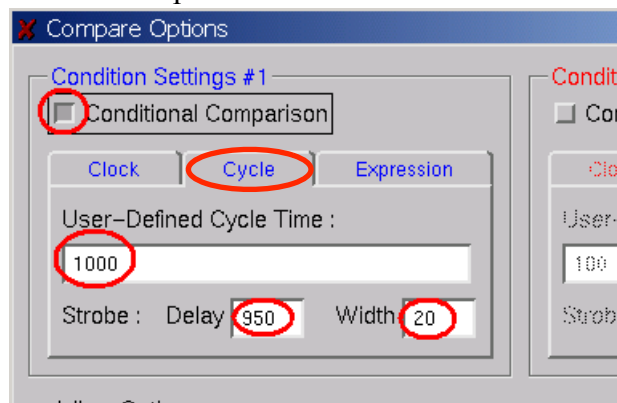 Compare Options
Condition Settings #1
Conditional Comparison
Clock Cycle Expression
User-Defined Cycle Time :
1000
100
Strobe : Delay 950 Width 20